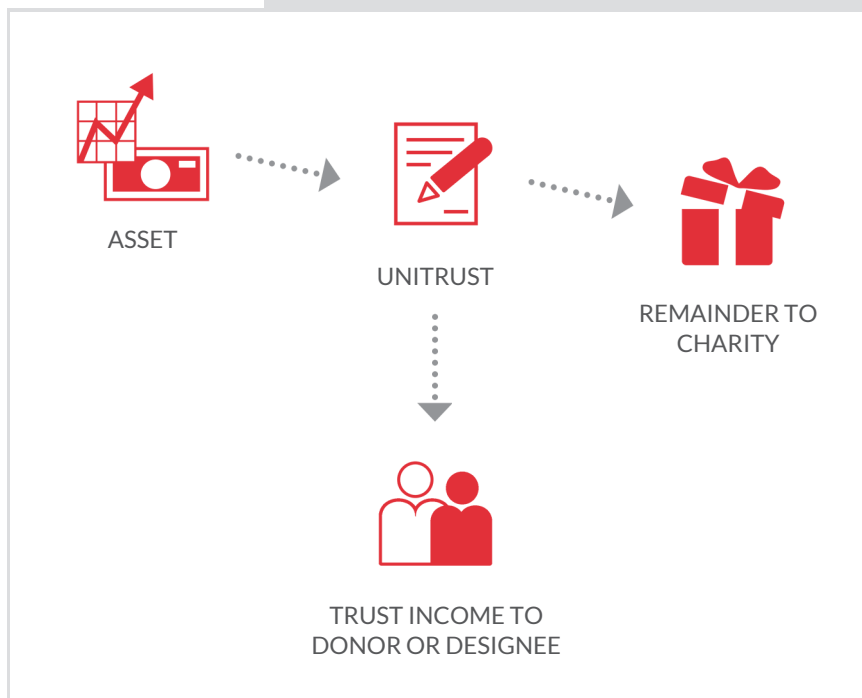 ASSET
UNITRUST
REMAINDER TO
CHARITY
TRUST INCOME TO
DONOR OR DESIGNEE